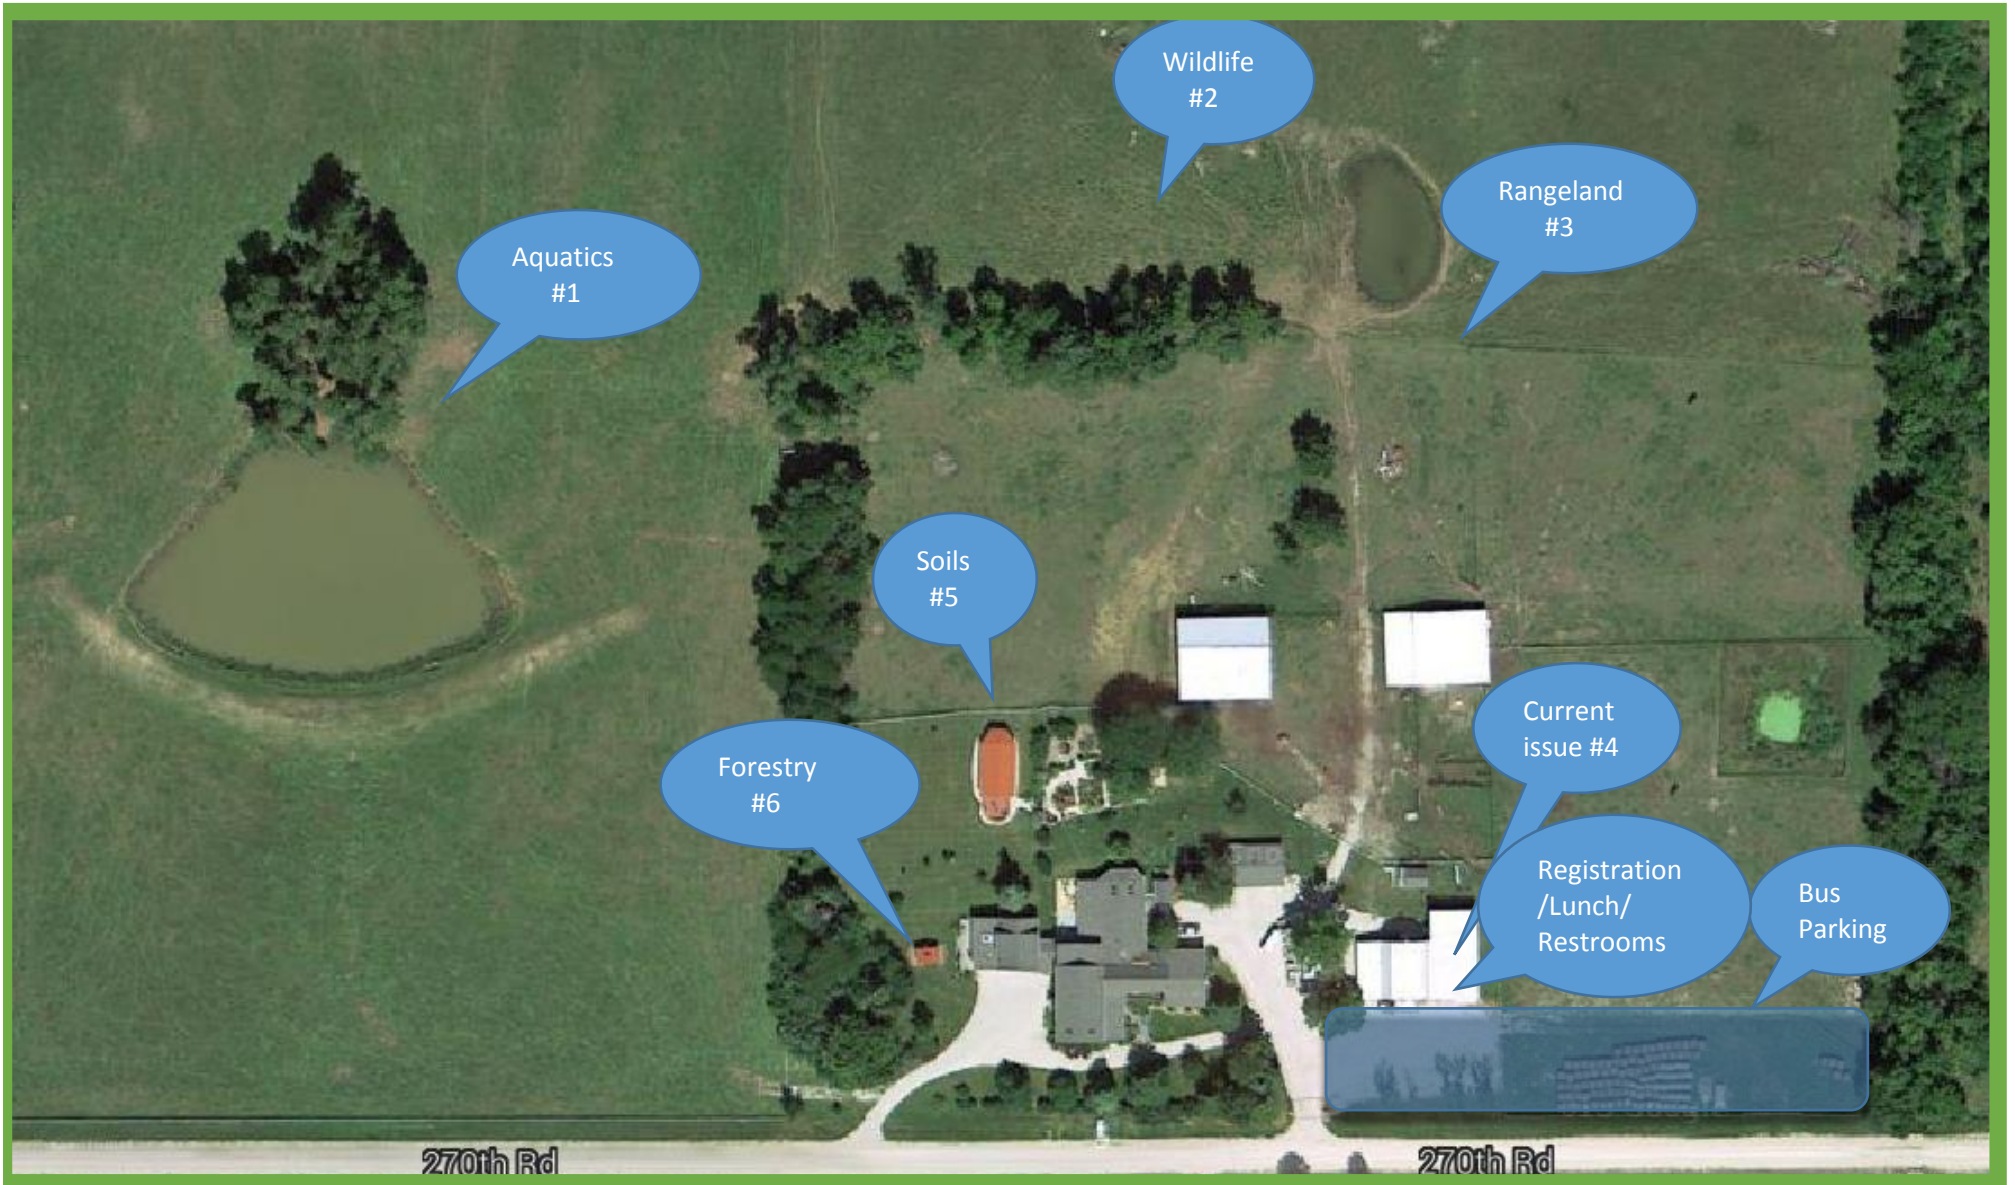 Wildlife
#2
Rangeland
#3
Aquatics
#1
Soils
#5
Current
issue #4
Forestry
#6
Registration
/Lunch/
Restrooms
Bus
Parking
270th Rd
270th Rd